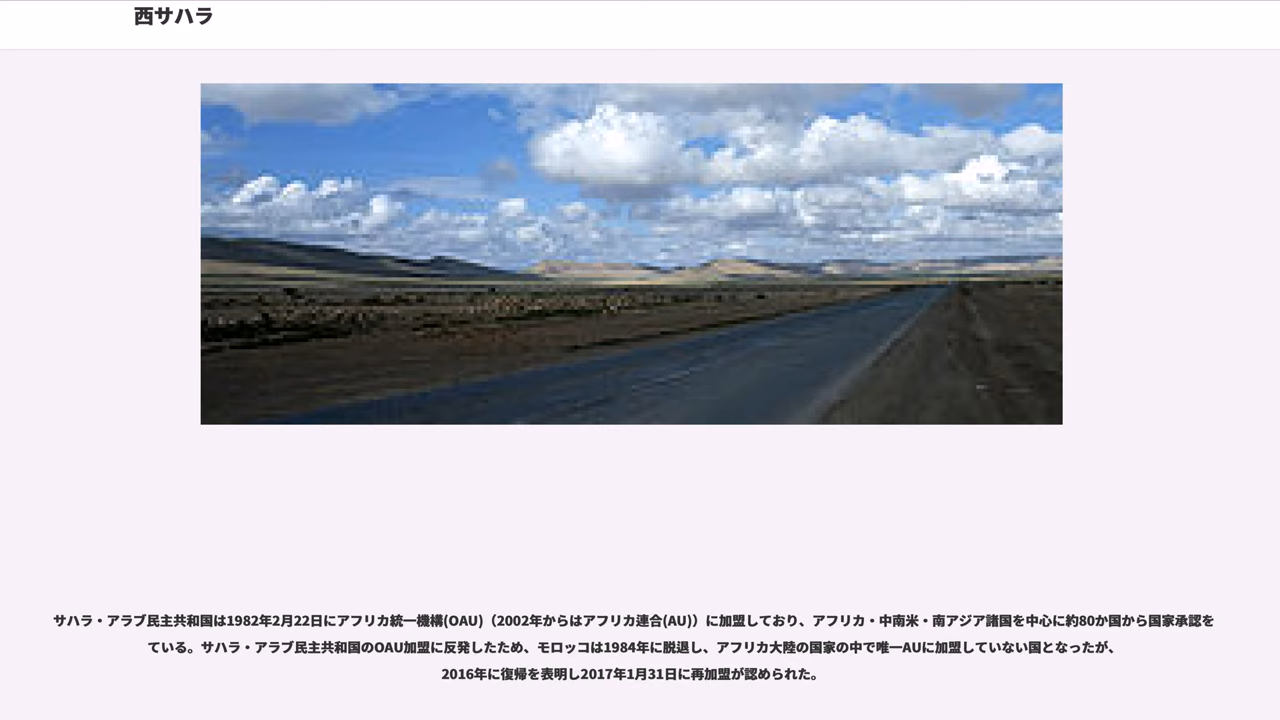 西サハラ
サハラ・アラブ民主共和国は1982年2月22日にアフリカ統一機構(OAU)（2002年からはアフリカ連合(AU)）に加盟しており、アフリカ・中南米・南アジア諸国を中心に約80か国から国家承認を
ている。サハラ・アラブ民主共和国のOAU加盟に反発したため、モロッコは1984年に脱退し、アフリカ大陸の国家の中で唯一AUに加盟していない国となったが、
2016年に復帰を表明し2017年1月31日に再加盟が認められた。